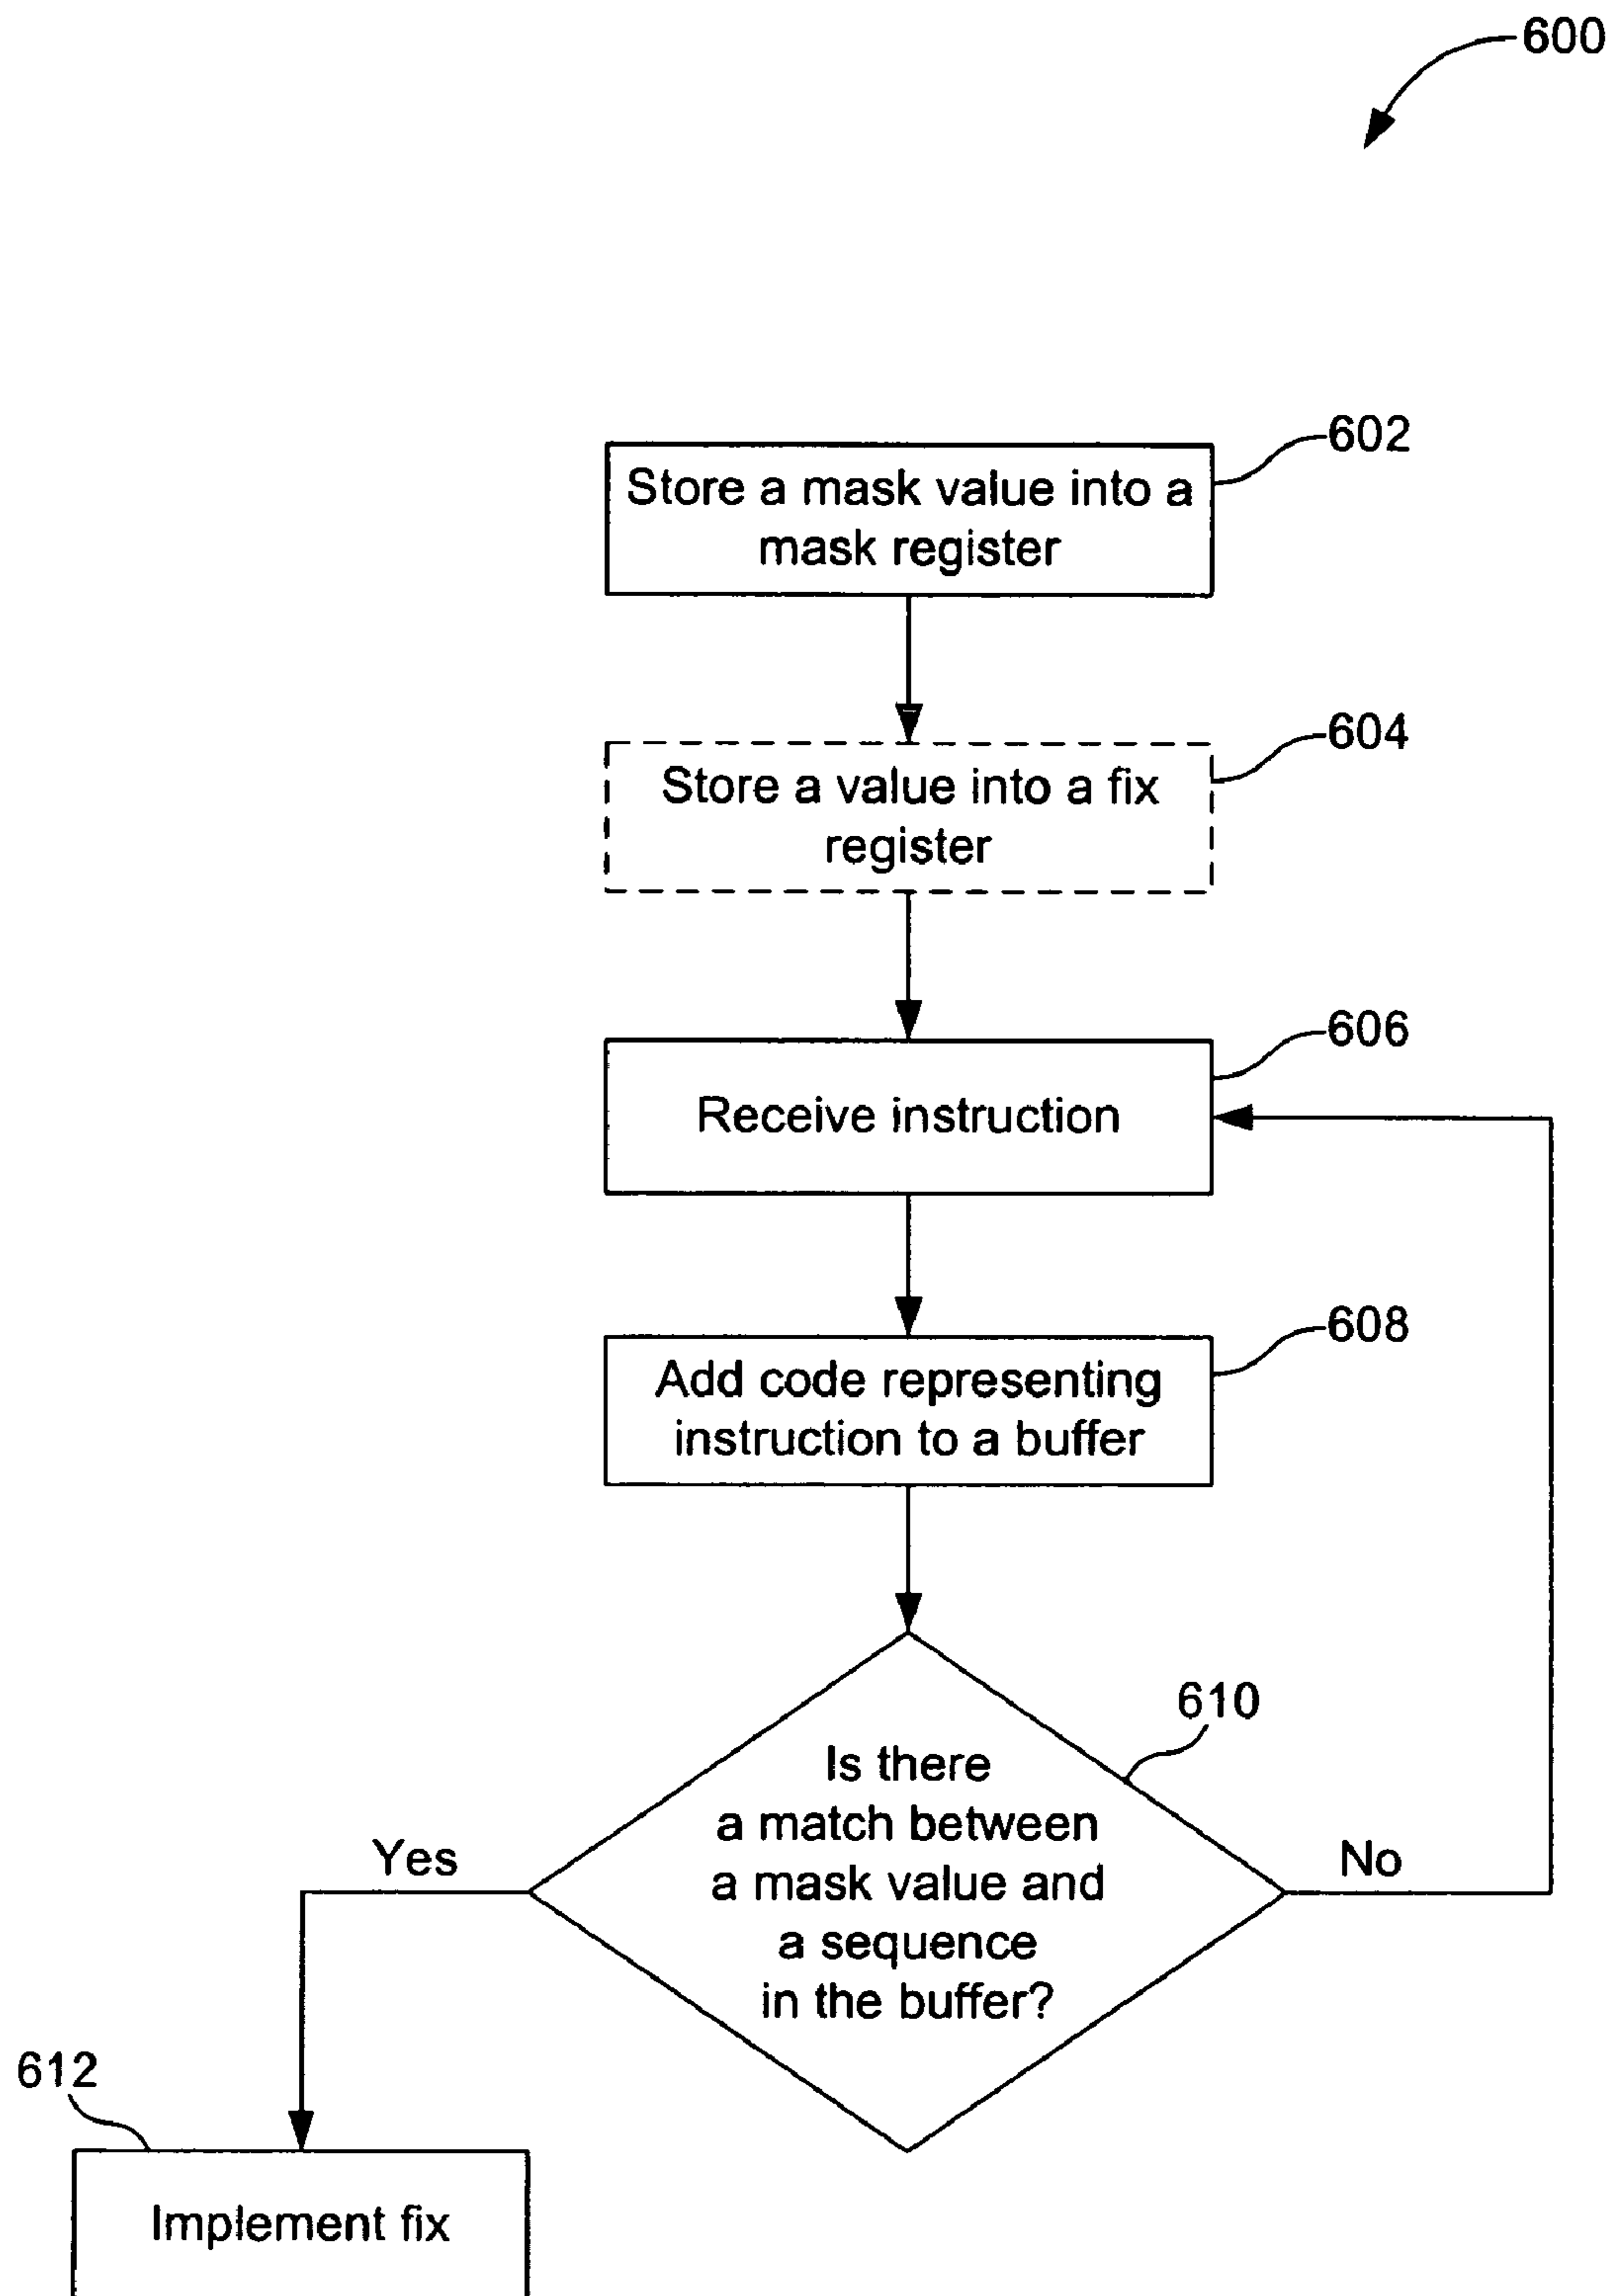 600
602
Store a mask value into a
mask register
604
Store a value into a fix
register
606
Receive instruction
608
Add code representing
instruction to a buffer
610
Is there
a match between
a mask value and
a sequence
in the buffer?
Yes
No
612
Implement fix